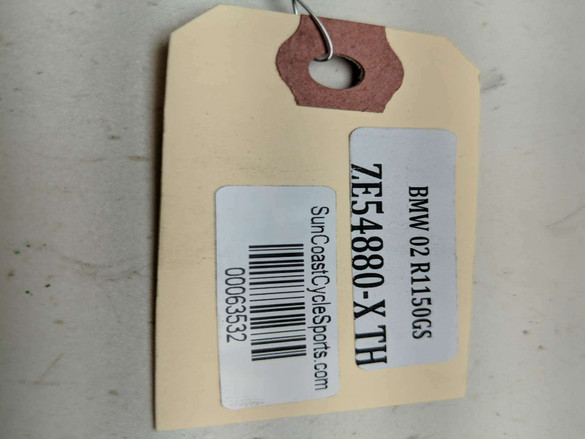 BMW 02 R1150GS
ZE54880-X TH
SunCoastCycleSports.com
00063532